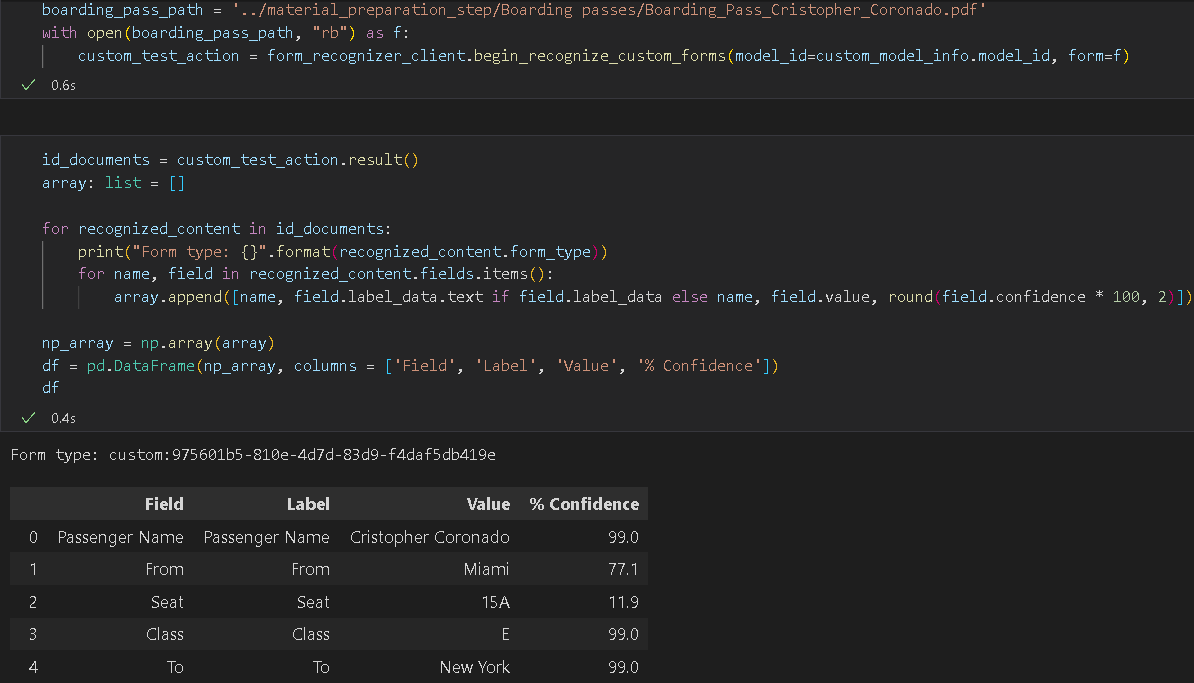 boarding_pass_path = '../material_preparation_step/Boarding passes/Boarding_Pass_Cristopher_Coronado.pdf'
with open(boarding_pass_path, "rb") as f:
    custom_test_action = form_recognizer_client.begin_recognize_custom_forms(model_id=custom_model_info.model_id, form=f)
0.6s
id_documents = custom_test_action.result()
array: list = []
for recognized_content in id_documents:
    print("Form type: {}".format(recognized_content.form_type))
    for name, field in recognized_content.fields.items():
        array.append([name, field.label_data.text if field.label_data else name, field.value, round(field.confidence * 100, 2)])
np_array = np.array(array)
df = pd.DataFrame(np_array, columns = ['Field', 'Label', 'Value', '% Confidence'])
df
0.4s
Form type: custom:975601b5-810e-4d7d-83d9-f4daf5db419e
Field Label Value % Confidence
0 Passenger Name Passenger Name Cristopher Coronado 99.0
1 From From Miami 77.1
2 Seat Seat 15A 11.9
3 Class Class E 99.0
4 To To New York 99.0